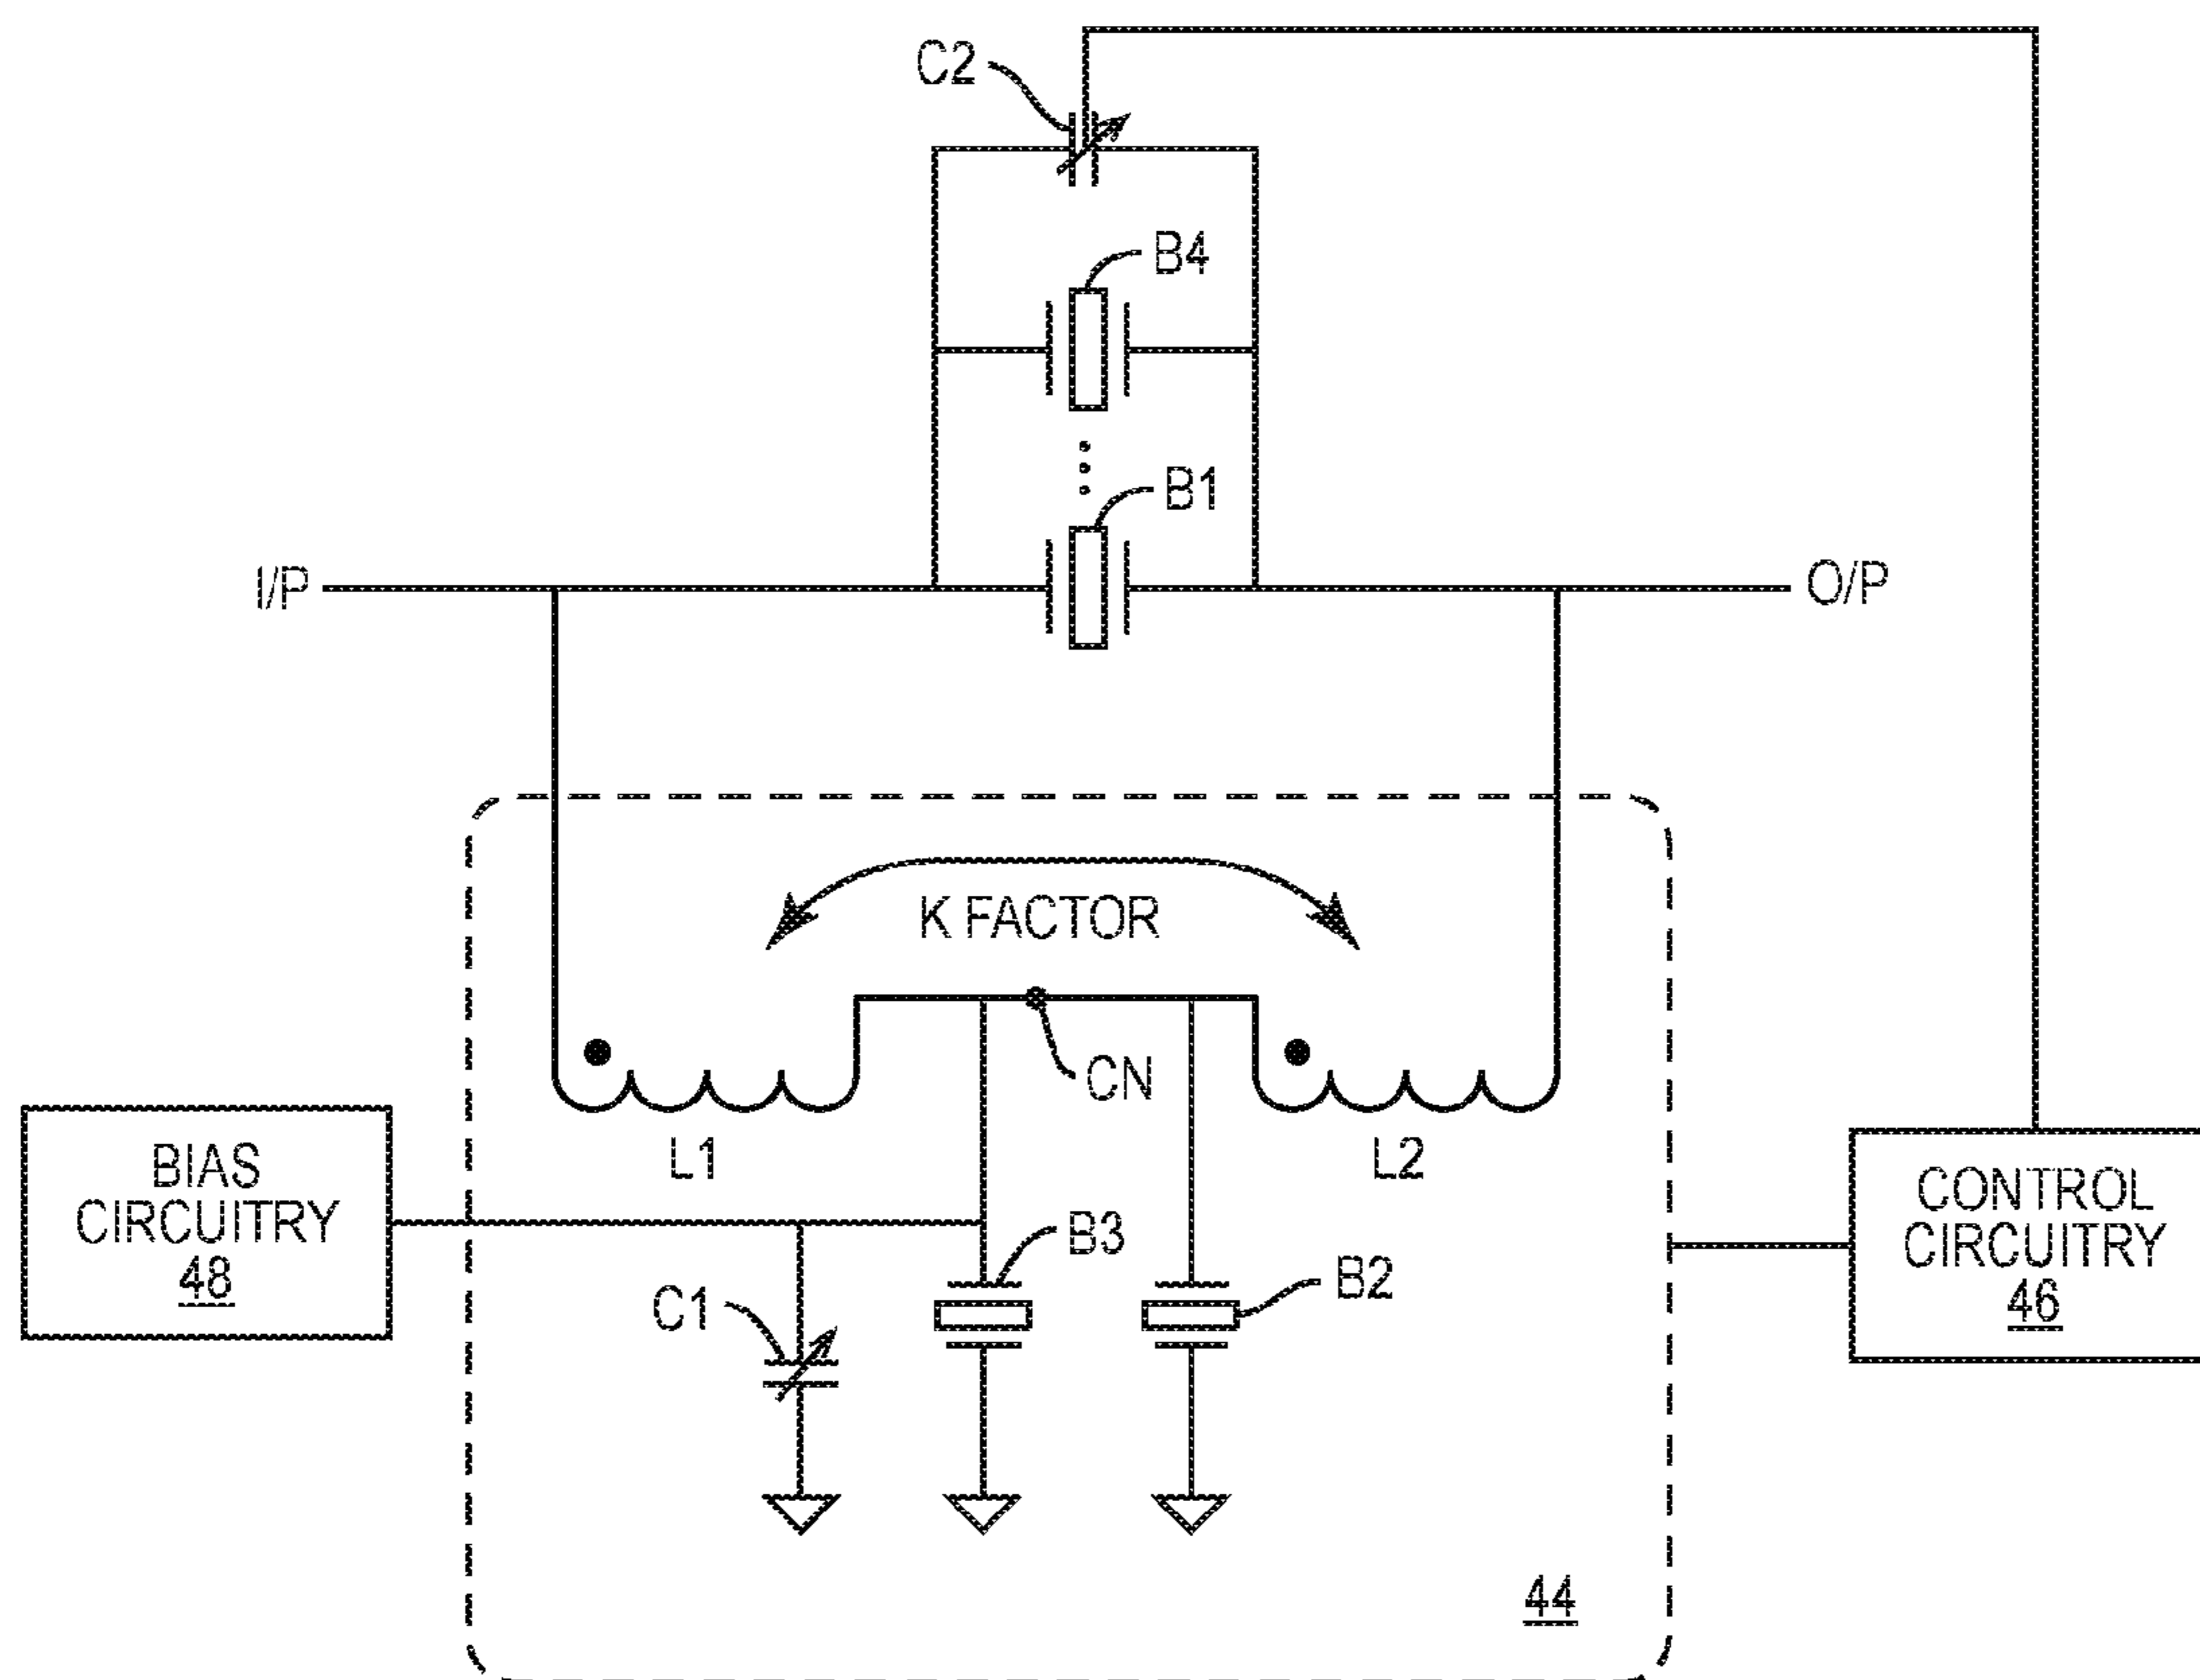 C2
B4
B1
I/P
O/P
K FACTOR
CN
L1
L2
BIAS
CIRCUITRY
48
CONTROL
CIRCUITRY
46
B3
B2
C1
44